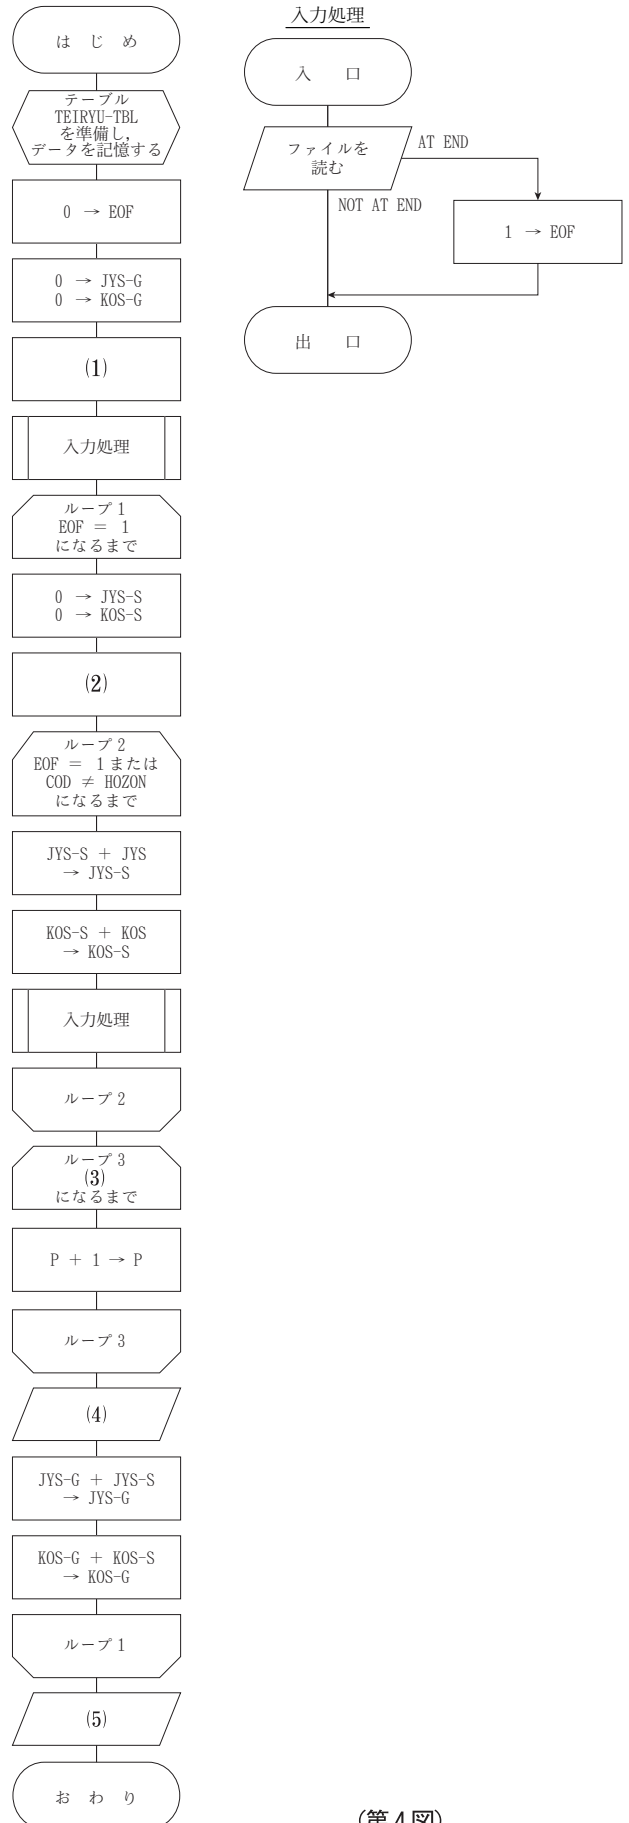 は じ め
テーブル
TEIRYU-TBL
を準備し,
データを記憶する
0 → EOF
0 → JYS-G
0 → KOS-G
(1)
入力処理
ループ1
EOF = 1
になるまで
0 → JYS-S
0 → KOS-S
(2)
ループ2
EOF = 1または
COD ≠ HOZON
になるまで
JYS-S + JYS
→ JYS-S
KOS-S + KOS
→ KOS-S
入力処理
ループ2
ループ3
(3)
になるまで
P + 1 → P
ループ3
(4)
JYS-G + JYS-S
→ JYS-G
KOS-G + KOS-S
→ KOS-G
ループ1
(5)
お わ り
入力処理
入 口
ファイルを
読む
AT END
NOT AT END
1 → EOF
出 口
(第4図)